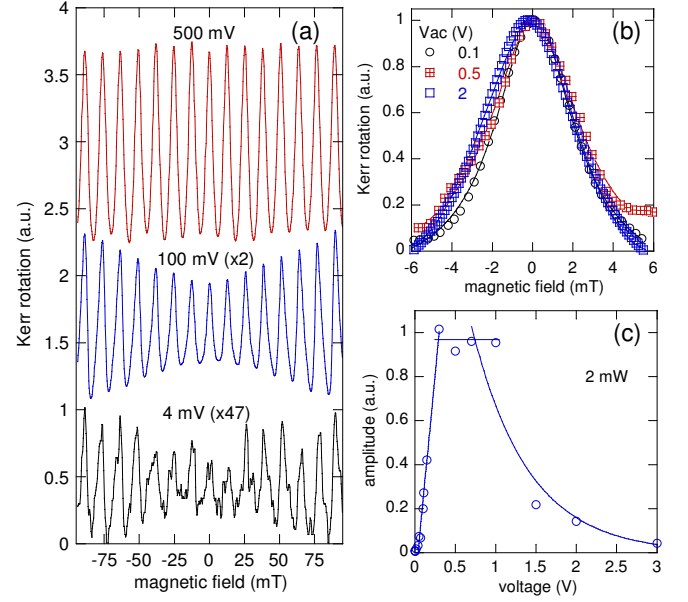 4
3.5
3
2.5
2
1.5
1
0.5
0
Kerr rotation (a.u.)
500 mV
(a)
100 mV (x2)
4 mV (x47)
-75 -50 -25 0 25 50 75
magnetic field (mT)
1
0.8
0.6
0.4
0.2
0
Kerr rotation (a.u.)
Vac (V)
0.1
0.5
2
(b)
-6 -4 -2 0 2 4 6
magnetic field (mT)
1
0.8
0.6
0.4
0.2
0
amplitude (a.u.)
(c)
2 mW
0 0.5 1 1.5 2 2.5 3
voltage (V)